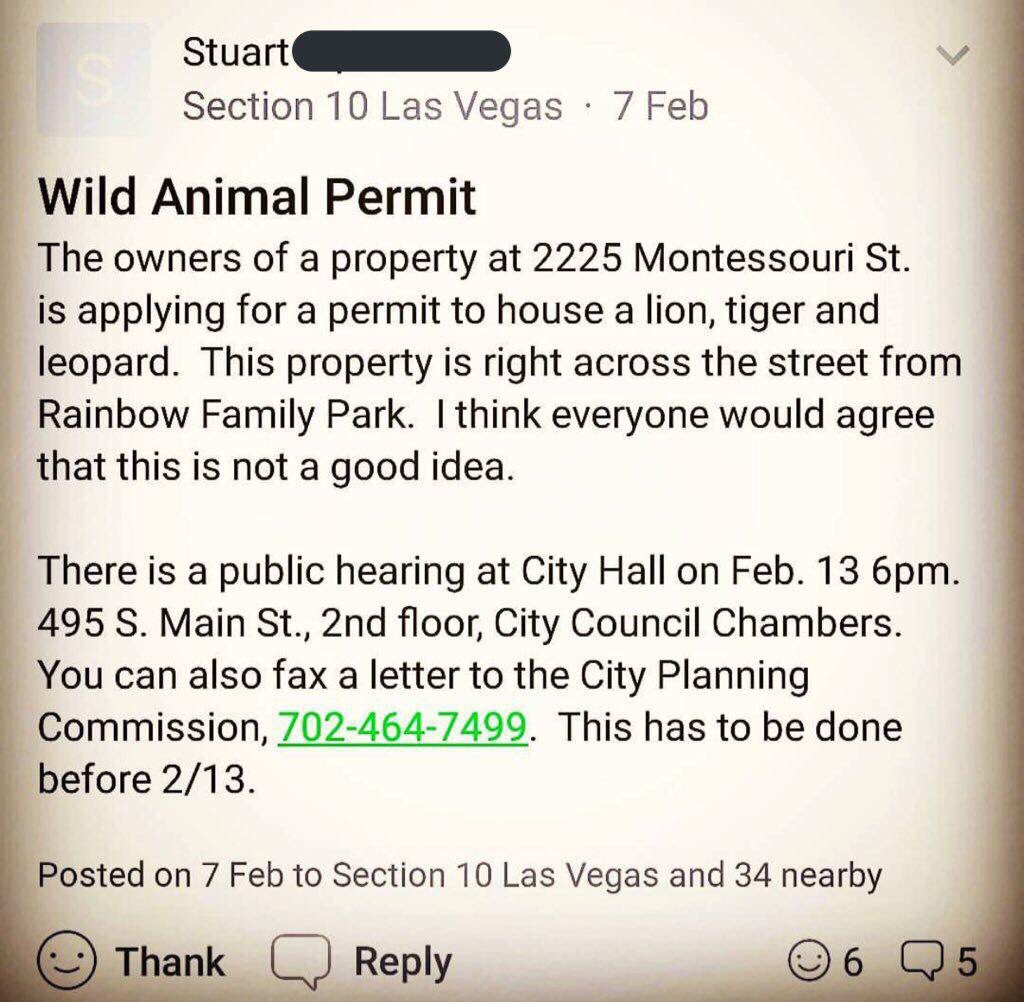 S
Stuart
Section 10 Las Vegas · 7 Feb
Wild Animal Permit
The owners of a property at 2225 Montessouri St.
is applying for a permit to house a lion, tiger and
leopard.  This property is right across the street from
Rainbow Family Park.  I think everyone would agree
that this is not a good idea.
There is a public hearing at City Hall on Feb. 13 6pm.
495 S. Main St., 2nd floor, City Council Chambers.
You can also fax a letter to the City Planning
Commission, 702-464-7499.  This has to be done
before 2/13.
Posted on 7 Feb to Section 10 Las Vegas and 34 nearby
Thank Reply 6 5